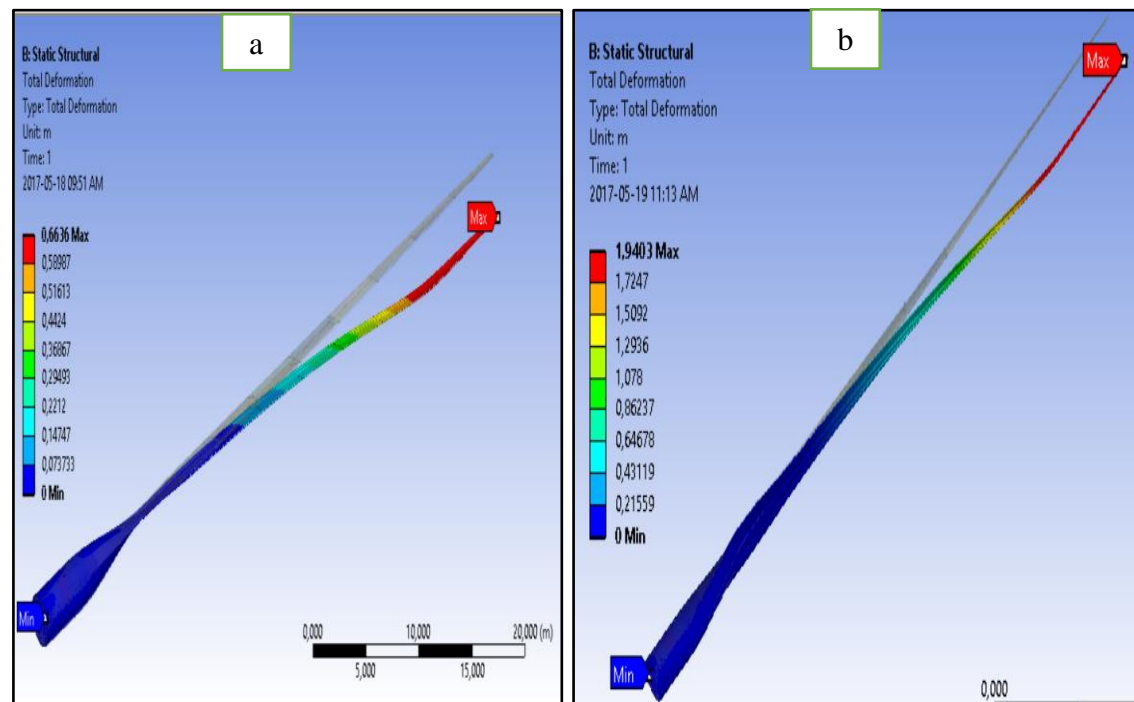 a
B: Static Structural
Total Deformation
Type: Total Deformation
Unit: m
Time: 1
2017-05-18 09:51 AM
0,6636 Max
0,58987
0,51613
0,4424
0,36867
0,29493
0,2212
0,14747
0,073733
0 Min
Max
Min
0,000
10,000
20,000 (m)
5,000
15,000
b
B: Static Structural
Total Deformation
Type: Total Deformation
Unit: m
Time: 1
2017-05-19 11:13 AM
1,9403 Max
1,7247
1,5092
1,2936
1,078
0,86237
0,64678
0,43119
0,21559
0 Min
Max
Min
0,000